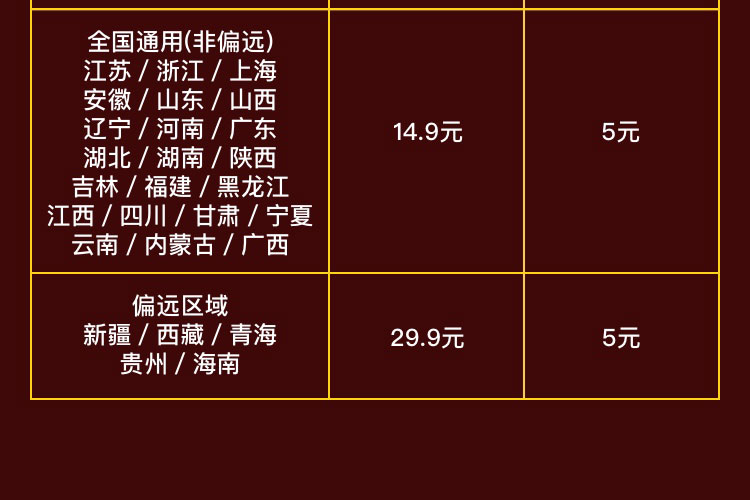 全国通用(非偏远)
江苏 / 浙江 / 上海
安徽 / 山东 / 山西
辽宁 / 河南 / 广东
湖北 / 湖南 / 陕西
吉林 / 福建 / 黑龙江
江西 / 四川 / 甘肃 / 宁夏
云南 / 内蒙古 / 广西
14.9元
5元
偏远区域
新疆 / 西藏 / 青海
贵州 / 海南
29.9元
5元